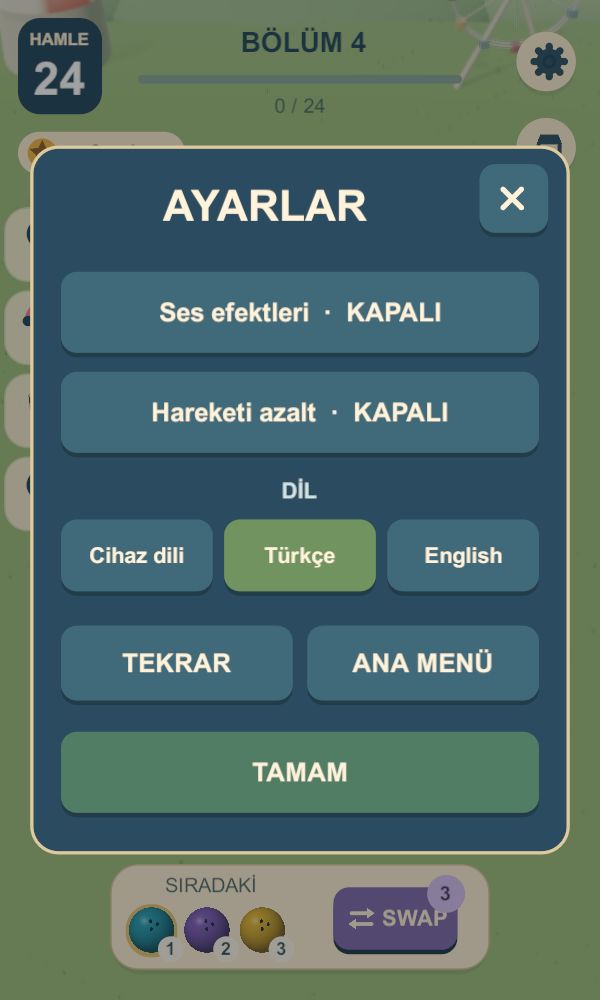 HAMLE
24
BÖLÜM 4
0 / 24
AYARLAR
Ses efektleri · KAPALI
Hareketi azalt · KAPALI
DİL
Cihaz dili
Türkçe
English
TEKRAR
ANA MENÜ
TAMAM
SIRADAKİ
1
2
3
SWAP
3